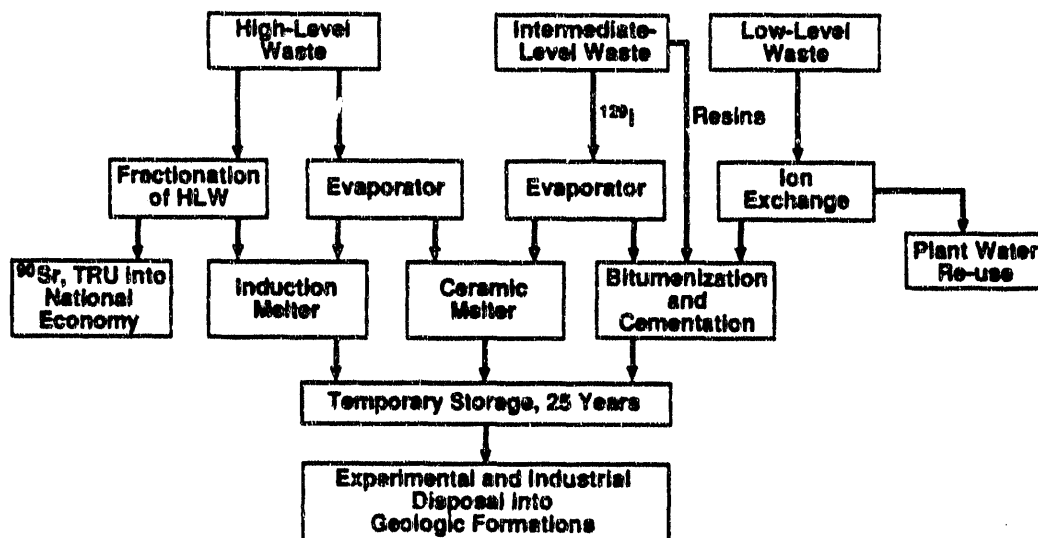 High-Level
Waste
Intermediate-
Level Waste
Low-Level
Waste
129I
Resins
Fractionation
of HLW
Evaporator
Evaporator
Ion
Exchange
Plant Water
Re-use
90Sr, TRU Into
National
Economy
Induction
Melter
Ceramic
Melter
Bitumenization
and
Cementation
Temporary Storage, 25 Years
Experimental and Industrial
Disposal Into
Geologic Formations